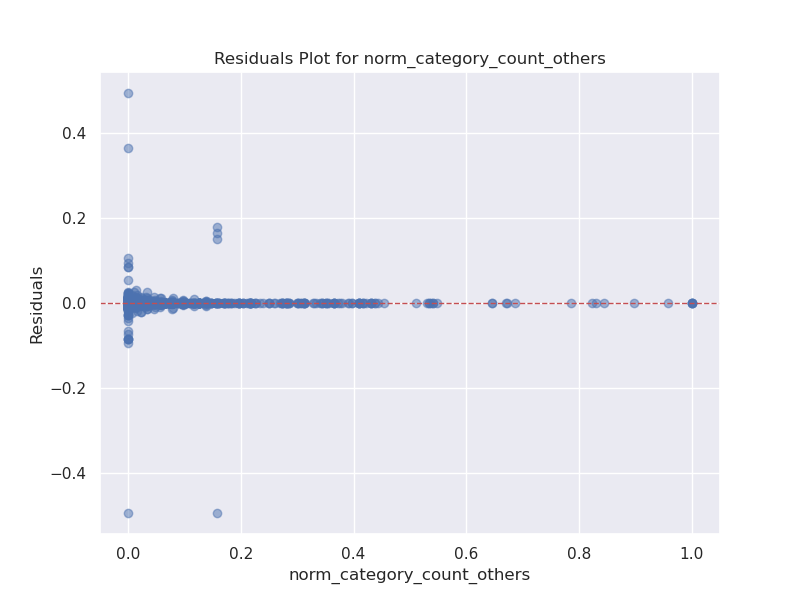 Residuals Plot for norm_category_count_others
0.4
0.2
0.0
−0.2
−0.4
Residuals
0.0 0.2 0.4 0.6 0.8 1.0
norm_category_count_others